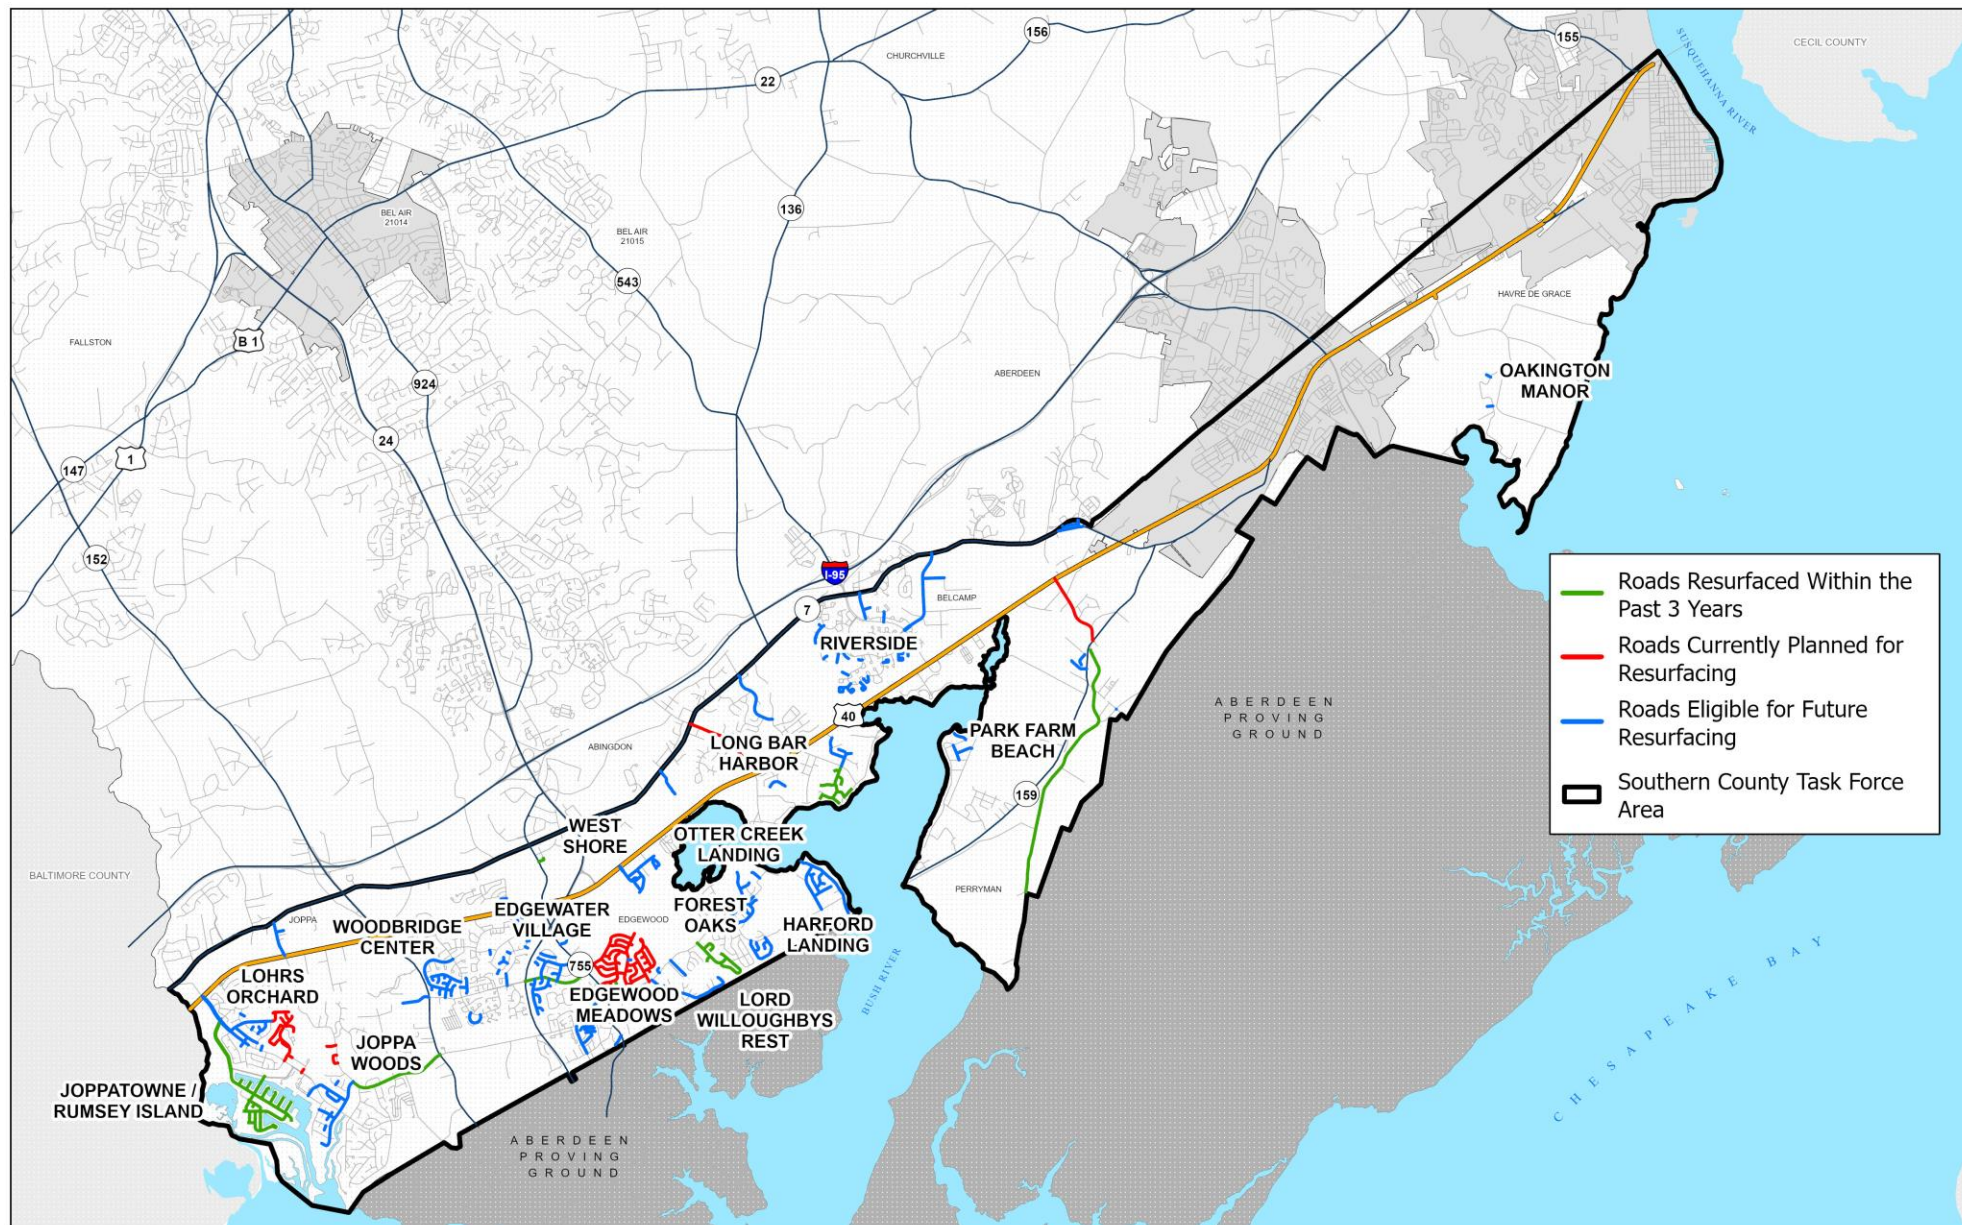 155
156
SUSQUEHANNA RIVER
CECIL COUNTY
CHURCHVILLE
22
BEL AIR
21014
136
BEL AIR
21015
543
HAVRE DE GRACE
FALLSTON
B 1
924
ABERDEEN
OAKINGTON
MANOR
24
147
1
152
I-95
7
BELCAMP
RIVERSIDE
40
ABERDEEN
PROVING
GROUND
PARK FARM
BEACH
LONG BAR
HARBOR
ABINGDON
159
WEST
SHORE
OTTER CREEK
LANDING
BALTIMORE COUNTY
PERRYMAN
JOPPA
WOODBRIDGE
CENTER
EDGEWATER
VILLAGE
EDGEWOOD
FOREST
OAKS
HARFORD
LANDING
755
BUSH RIVER
LOHRS
ORCHARD
EDGEWOOD
MEADOWS
LORD
WILLOUGHBYS
REST
JOPPA
WOODS
JOPPATOWNE /
RUMSEY ISLAND
ABERDEEN
PROVING
GROUND
CHESAPEAKE BAY
Roads Resurfaced Within the
Past 3 Years
Roads Currently Planned for
Resurfacing
Roads Eligible for Future
Resurfacing
Southern County Task Force
Area